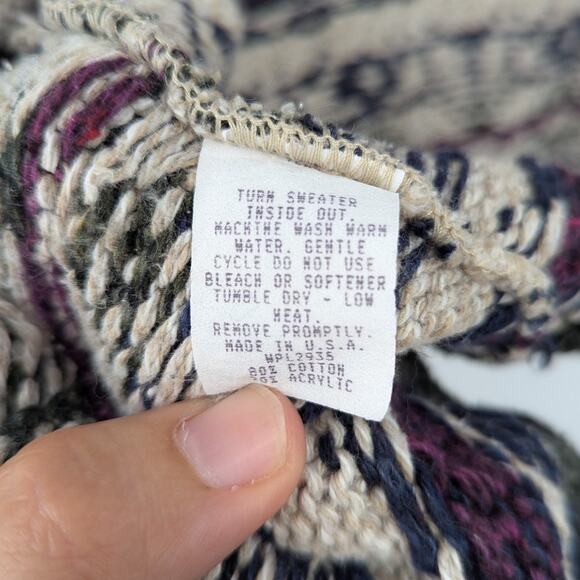 TURN SWEATER
INSIDE OUT.
MACHINE WASH WARM
WATER. GENTLE
CYCLE DO NOT USE
BLEACH OR SOFTENER
TUMBLE DRY - LOW
HEAT.
REMOVE PROMPTLY.
MADE IN U.S.A.
WPL2935
80% COTTON
20% ACRYLIC